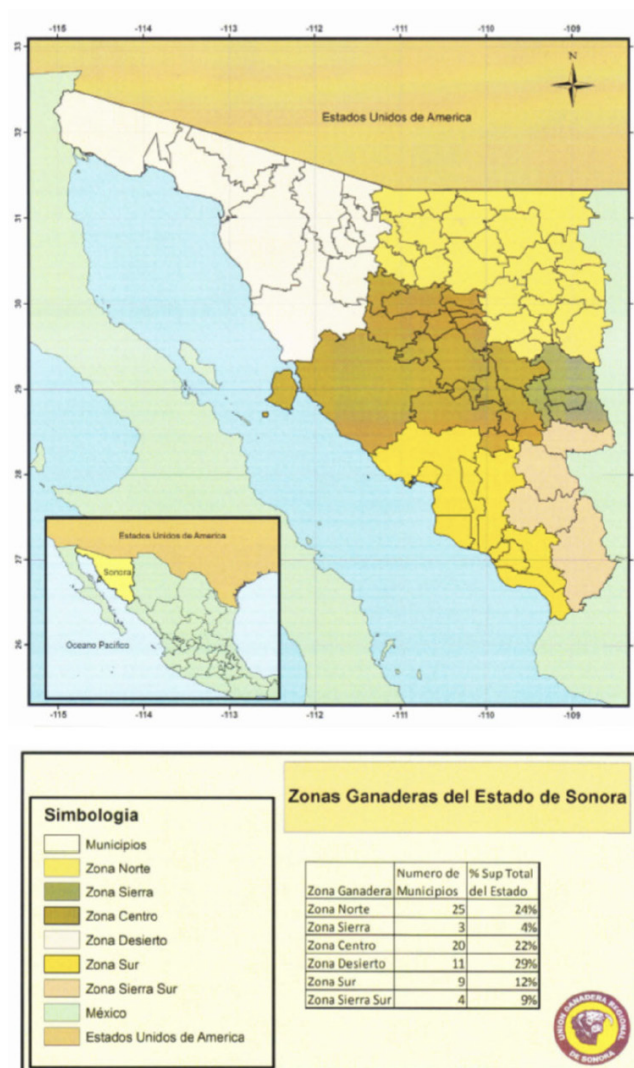 -115 -114 -113 -112 -111 -110 -109
33
N
Estados Unidos de America
32
31
30
29
28
27
26
Estados Unidos de America
Sonora
Oceano Pacifico
-115 -114 -113 -112 -111 -110 -109
Zonas Ganaderas del Estado de Sonora
Simbologia
Municipios
Zona Norte
Zona Sierra
Zona Centro
Zona Desierto
Zona Sur
Zona Sierra Sur
México
Estados Unidos de America
Numero de % Sup Total
Zona Ganadera Municipios del Estado
Zona Norte 25 24%
Zona Sierra 3 4%
Zona Centro 20 22%
Zona Desierto 11 29%
Zona Sur 9 12%
Zona Sierra Sur 4 9%
UNION GANADERA REGIONAL
DE SONORA